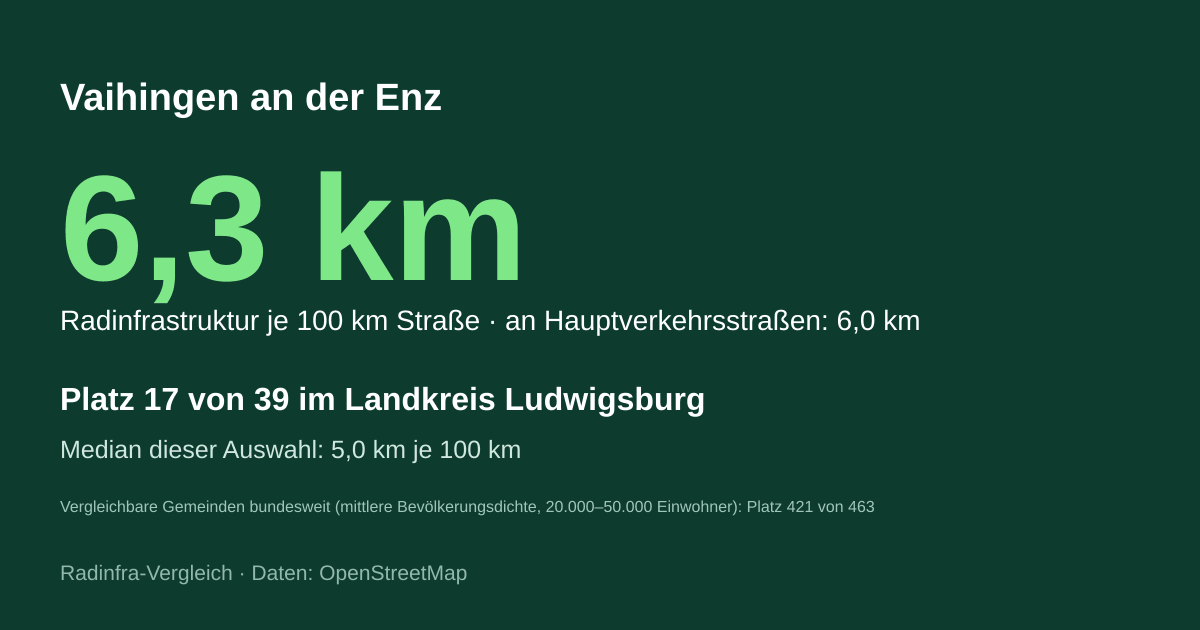 Vaihingen an der Enz
6,3 km
Radinfrastruktur je 100 km Straße · an Hauptverkehrsstraßen: 6,0 km
Platz 17 von 39 im Landkreis Ludwigsburg
Median dieser Auswahl: 5,0 km je 100 km
Vergleichbare Gemeinden bundesweit (mittlere Bevölkerungsdichte, 20.000–50.000 Einwohner): Platz 421 von 463
Radinfra-Vergleich · Daten: OpenStreetMap